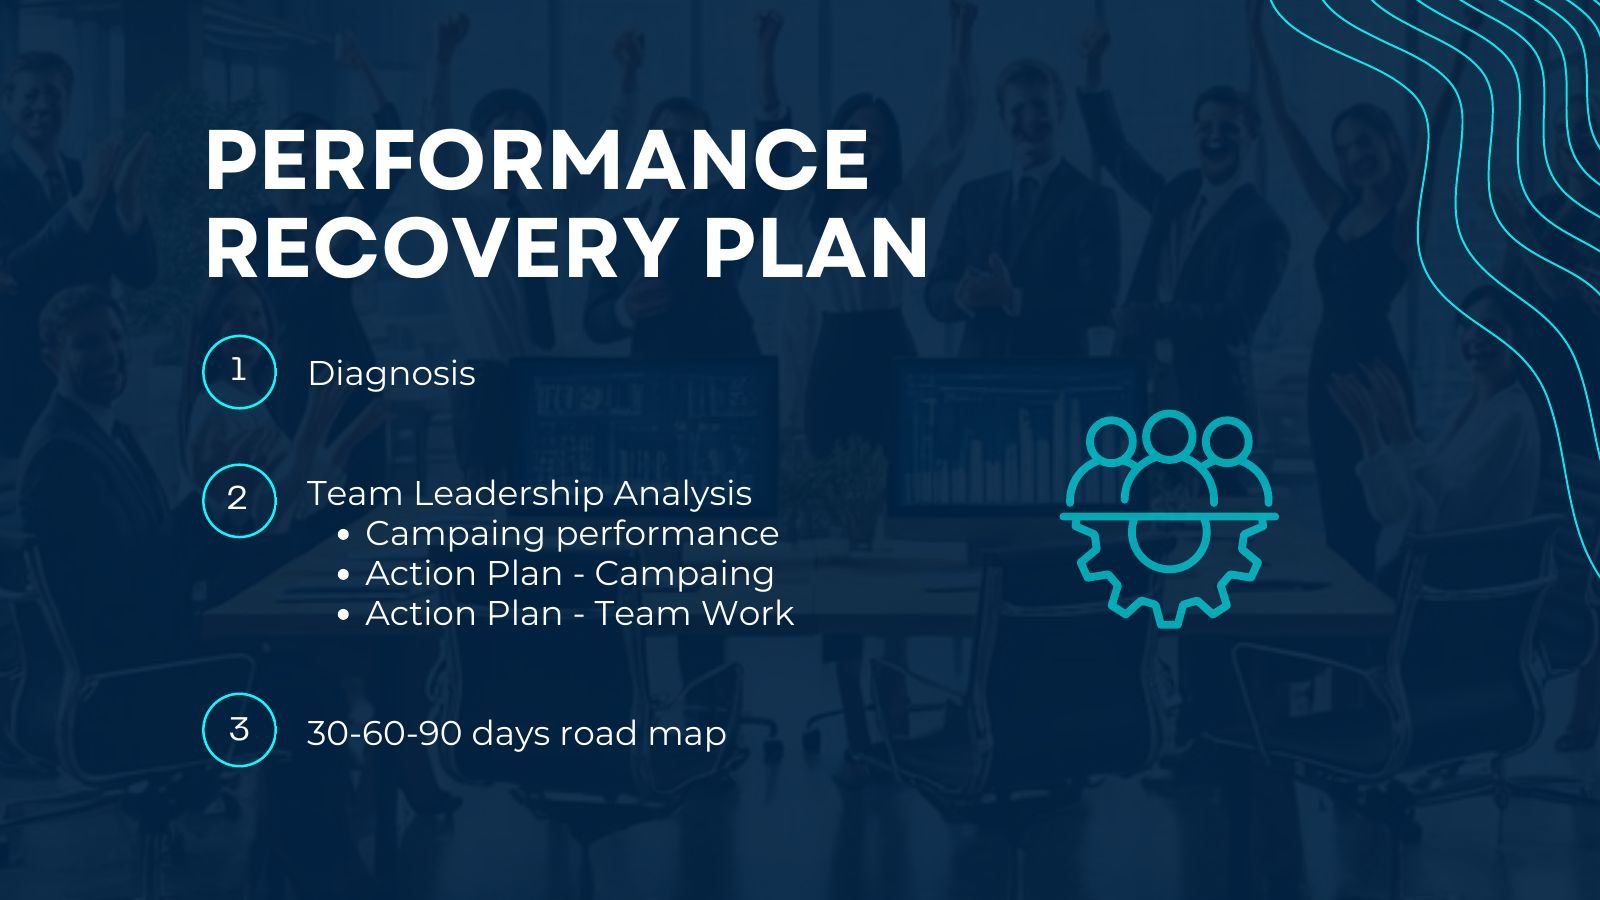 PERFORMANCE
RECOVERY PLAN
1
Diagnosis
2
Team Leadership Analysis
• Campaing performance
• Action Plan - Campaing
• Action Plan - Team Work
3
30-60-90 days road map